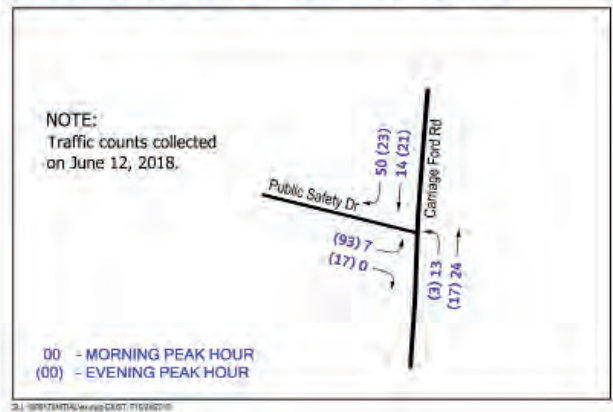 NOTE:
Traffic counts collected
on June 12, 2018.
50 (23)
14 (21)
Carriage Ford Rd
Public Safety Dr
(93) 7
(17) 0
(3) 13
(17) 24
00 - MORNING PEAK HOUR
(00) - EVENING PEAK HOUR